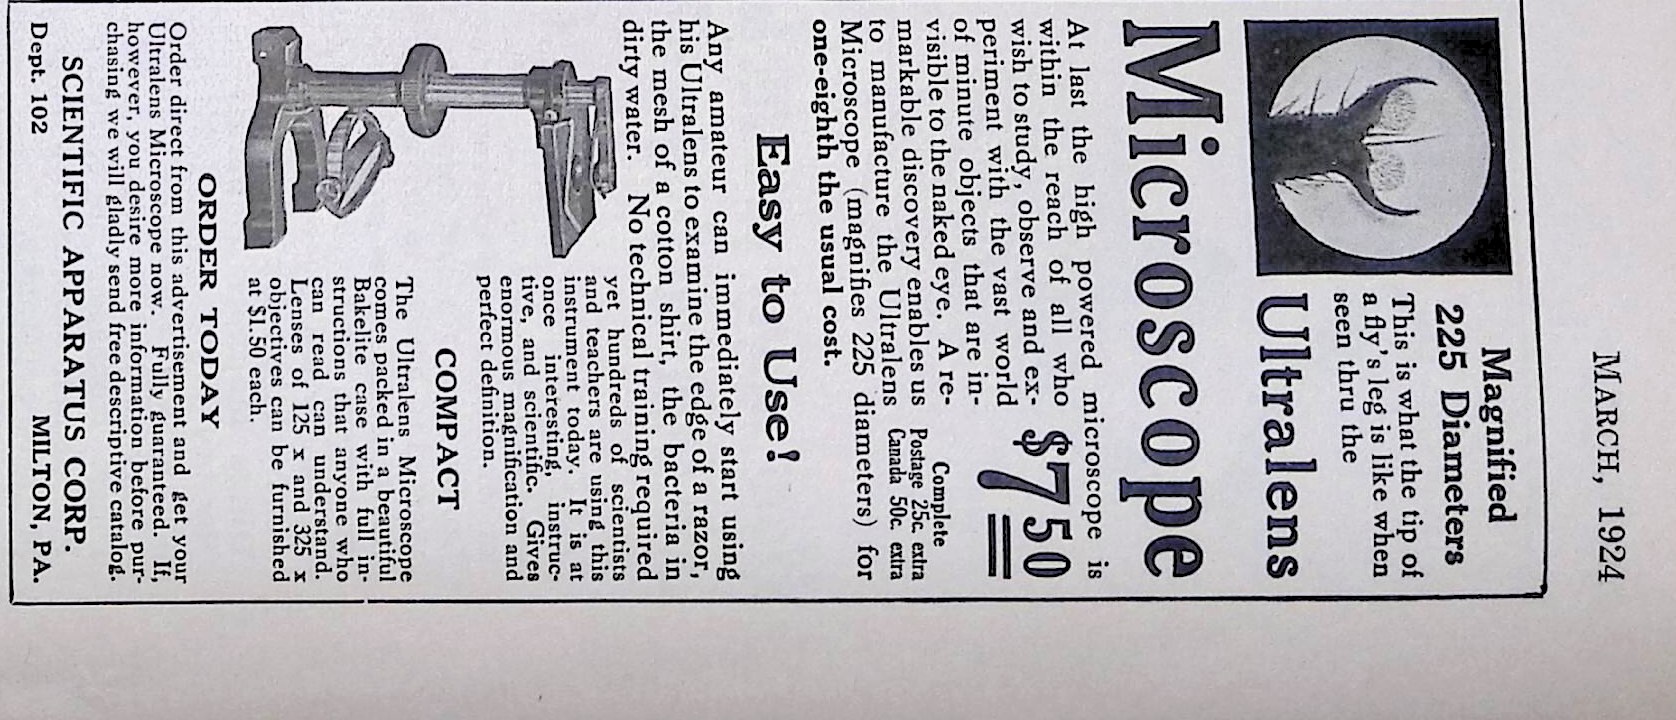 MARCH, 1924
Magnified
225 Diameters
This is what the tip of
a fly's leg is like when
seen thru the
Ultralens
Microscope
At last the high powered microscope is
within the reach of all who
wish to study, observe and ex-
periment with the vast world
of minute objects that are in-
visible to the naked eye. A re-
markable discovery enables us
to manufacture the Ultralens
$7.50
Complete
Postage 25c. extra
Canada 50c. extra
Microscope (magnifies 225 diameters) for
one-eighth the usual cost.
Easy to Use!
Any amateur can immediately start using
his Ultralens to examine the edge of a razor,
the mesh of a cotton shirt, the bacteria in
dirty water. No technical training required
yet hundreds of scientists
and teachers are using this
instrument today. It is at
once interesting, instruc-
tive, and scientific. Gives
enormous magnification and
perfect definition.
COMPACT
The Ultralens Microscope
comes packed in a beautiful
Bakelite case with full in-
structions that anyone who
can read can understand.
Lenses of 125 x and 325 x
objectives can be furnished
at $1.50 each.
ORDER TODAY
Order direct from this advertisement and get your
Ultralens Microscope now. Fully guaranteed. If,
however, you desire more information before pur-
chasing we will gladly send free descriptive catalog.
SCIENTIFIC APPARATUS CORP.
Dept. 102 MILTON, PA.